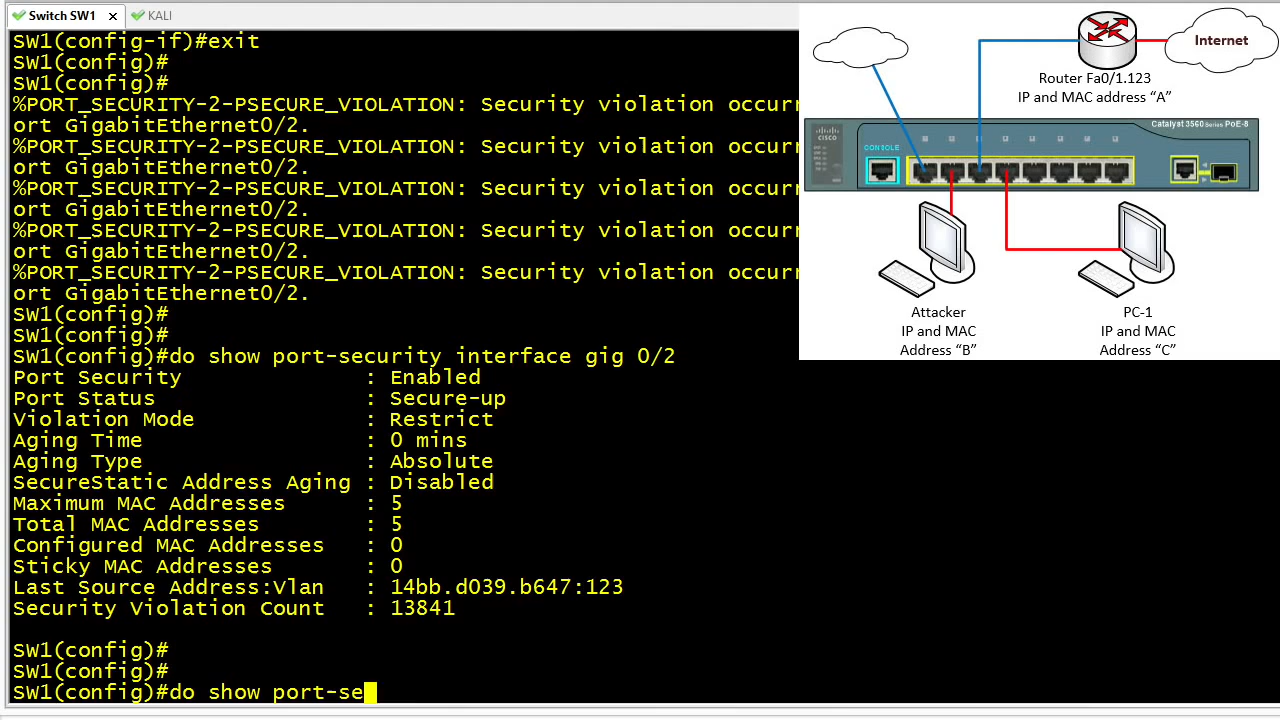 Switch SW1
KALI
SW1(config-if)#exit
SW1(config)#
SW1(config)#
%PORT_SECURITY-2-PSECURE_VIOLATION: Security violation occurr
ort GigabitEthernet0/2.
%PORT_SECURITY-2-PSECURE_VIOLATION: Security violation occurr
ort GigabitEthernet0/2.
%PORT_SECURITY-2-PSECURE_VIOLATION: Security violation occurr
ort GigabitEthernet0/2.
%PORT_SECURITY-2-PSECURE_VIOLATION: Security violation occurr
ort GigabitEthernet0/2.
%PORT_SECURITY-2-PSECURE_VIOLATION: Security violation occurr
ort GigabitEthernet0/2.
SW1(config)#
SW1(config)#
SW1(config)#do show port-security interface gig 0/2
Port Security : Enabled
Port Status : Secure-up
Violation Mode : Restrict
Aging Time : 0 mins
Aging Type : Absolute
SecureStatic Address Aging : Disabled
Maximum MAC Addresses : 5
Total MAC Addresses : 5
Configured MAC Addresses : 0
Sticky MAC Addresses : 0
Last Source Address:Vlan : 14bb.d039.b647:123
Security Violation Count : 13841
SW1(config)#
SW1(config)#
SW1(config)#do show port-se
Internet
Router Fa0/1.123
IP and MAC address “A”
Catalyst 3560 Series PoE-8
CISCO
CONSOLE
Attacker
IP and MAC
Address “B”
PC-1
IP and MAC
Address “C”